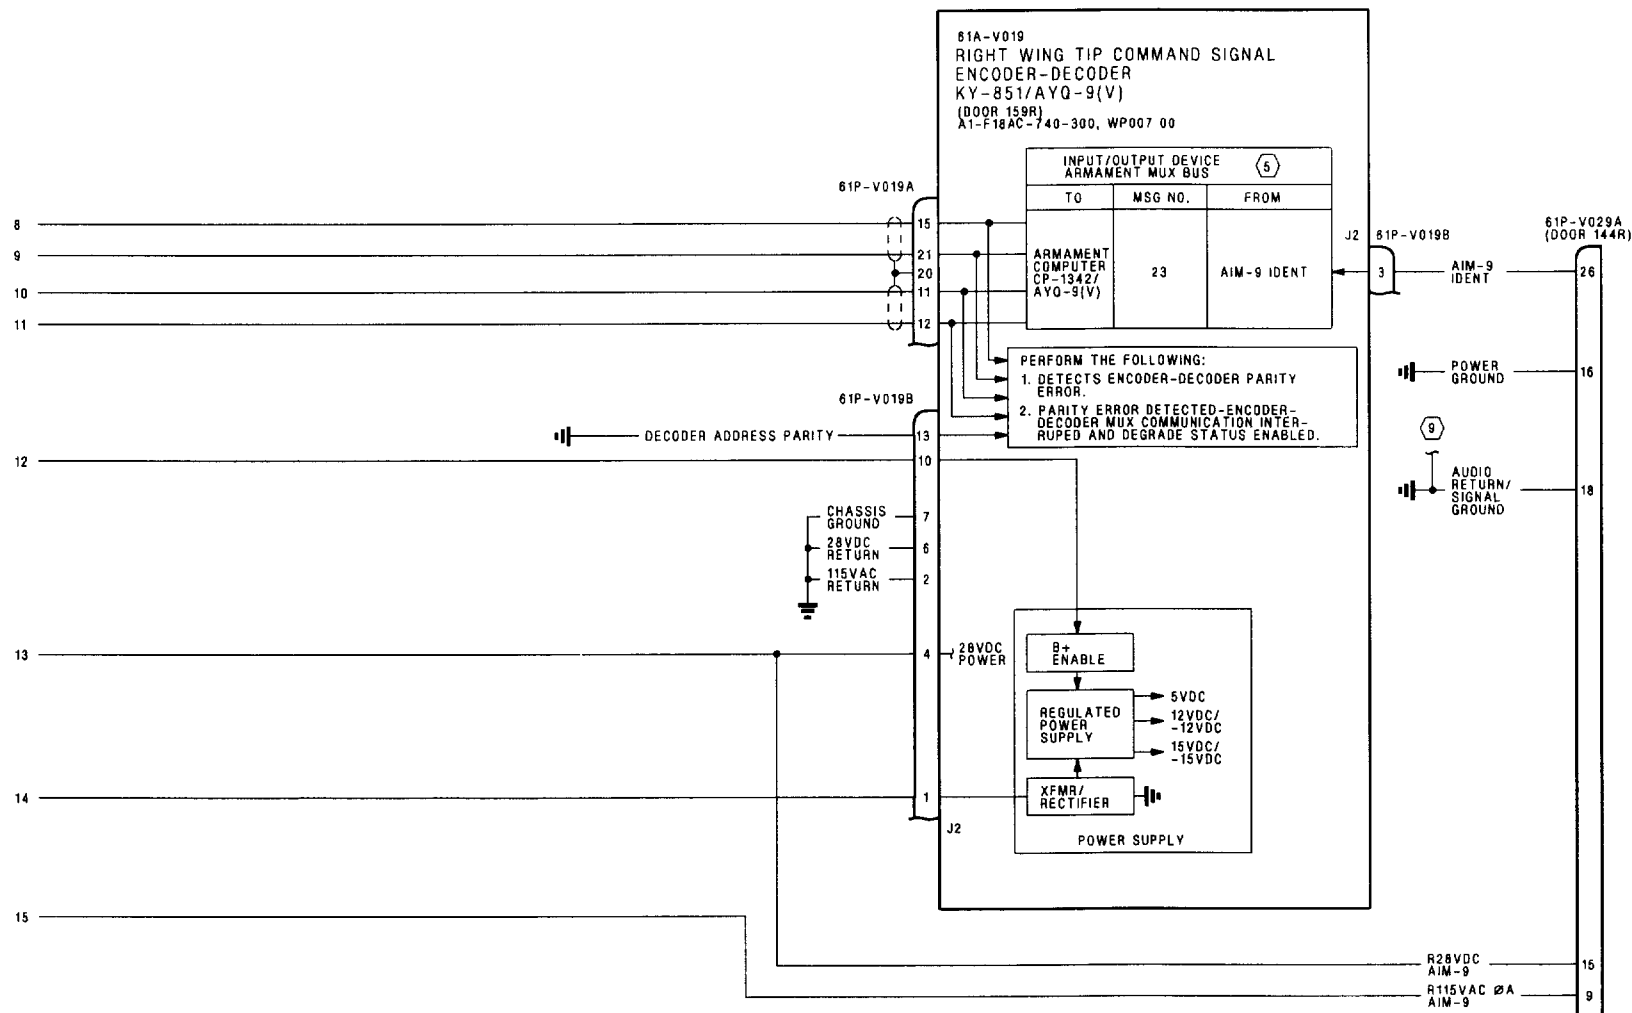 61A-V019
RIGHT WING TIP COMMAND SIGNAL
ENCODER-DECODER
KY-851/AYQ-9(V)
(DOOR 159R)
A1-F18AC-740-300, WP007 00
INPUT/OUTPUT DEVICE
ARMAMENT MUX BUS
5
TO
MSG NO.
FROM
ARMAMENT
COMPUTER
CP-1342/
AYQ-9(V)
23
AIM-9 IDENT
61P-V019A
8
15
9
21
20
10
11
11
12
J2
61P-V019B
3
AIM-9
IDENT
61P-V029A
(DOOR 144R)
26
PERFORM THE FOLLOWING:
1. DETECTS ENCODER-DECODER PARITY
ERROR.
2. PARITY ERROR DETECTED-ENCODER-
DECODER MUX COMMUNICATION INTER-
RUPED AND DEGRADE STATUS ENABLED.
POWER
GROUND
16
9
AUDIO
RETURN/
SIGNAL
GROUND
18
61P-V019B
DECODER ADDRESS PARITY
13
12
10
CHASSIS
GROUND
7
28VDC
RETURN
6
115VAC
RETURN
2
13
4
28VDC
POWER
B+
ENABLE
REGULATED
POWER
SUPPLY
5VDC
12VDC/
-12VDC
15VDC/
-15VDC
14
1
XFMR/
RECTIFIER
J2
POWER SUPPLY
15
R28VDC
AIM-9
15
R115VAC ØA
AIM-9
9